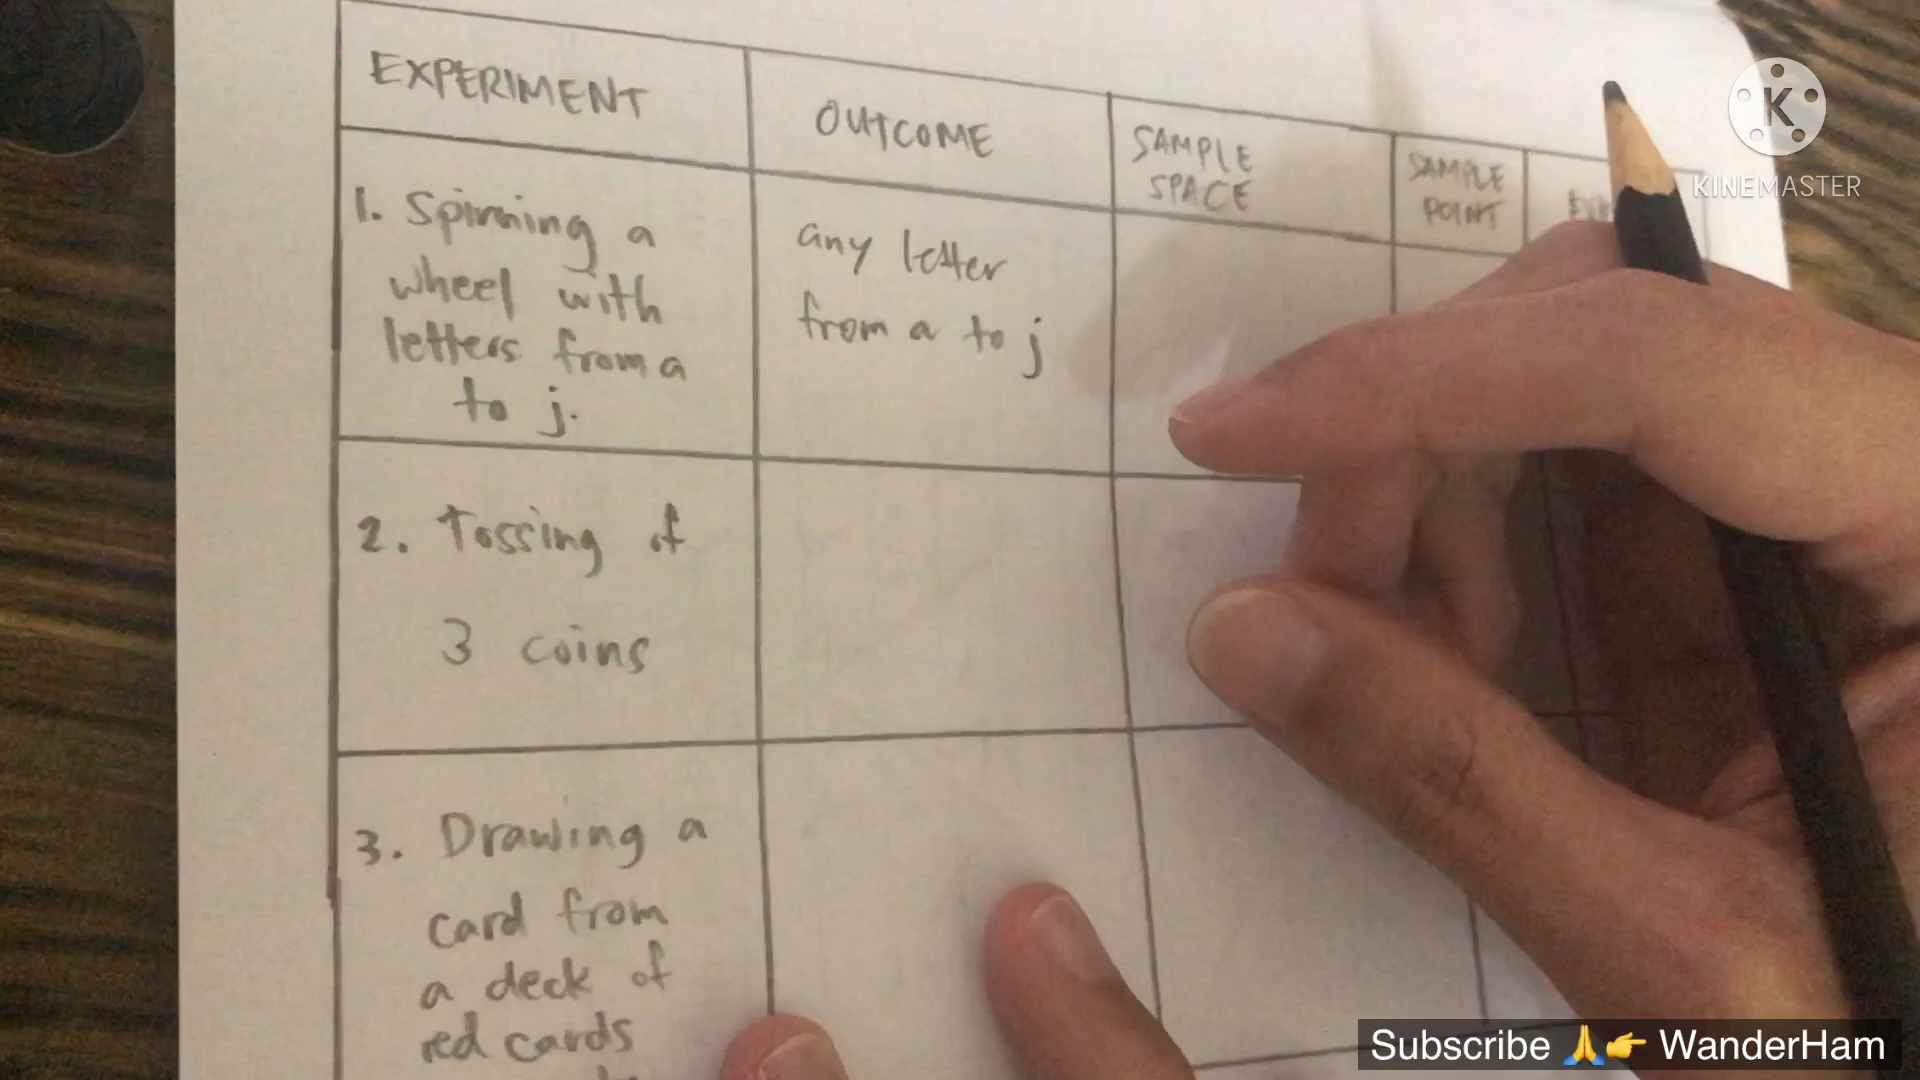 EXPERIMENT
OUTCOME
SAMPLE
SPACE
SAMPLE
POINT
1. Spinning a
wheel with
letters from a
to j.
any letter
from a to j
2. Tossing of
3 coins
3. Drawing a
card from
a deck of
red cards
K
KINEMASTER
Subscribe 🙏👉 WanderHam